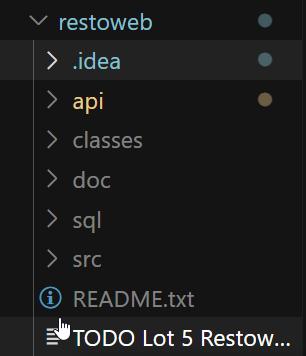 restoweb
.idea
api
classes
doc
sql
src
README.txt
TODO Lot 5 Restow...